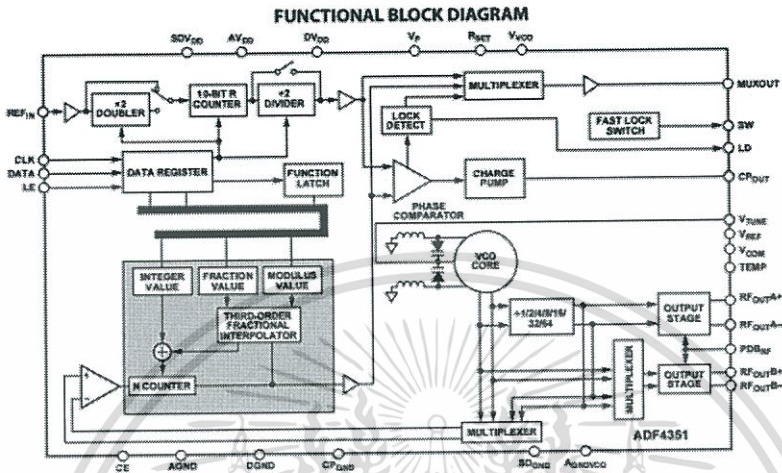 FUNCTIONAL BLOCK DIAGRAM
SDVDD AVDD DVDD VP RSET VVCO
REFIN
×2 DOUBLER
10-BIT R COUNTER
÷2 DIVIDER
MULTIPLEXER
MUXOUT
LOCK DETECT
FAST LOCK SWITCH
SW
LD
CLK
DATA
LE
DATA REGISTER
FUNCTION LATCH
CHARGE PUMP
CPOUT
PHASE COMPARATOR
VTUNE
VREF
VCOM
TEMP
VCO CORE
INTEGER VALUE
FRACTION VALUE
MODULUS VALUE
THIRD-ORDER FRACTIONAL INTERPOLATOR
N COUNTER
÷1/2/4/8/16/ 32/64
OUTPUT STAGE
RFOUTA+
RFOUTA–
PDBRF
MULTIPLEXER
OUTPUT STAGE
RFOUTB+
RFOUTB–
MULTIPLEXER
ADF4351
CE AGND DGND CPGND SDGND AGNDVCO